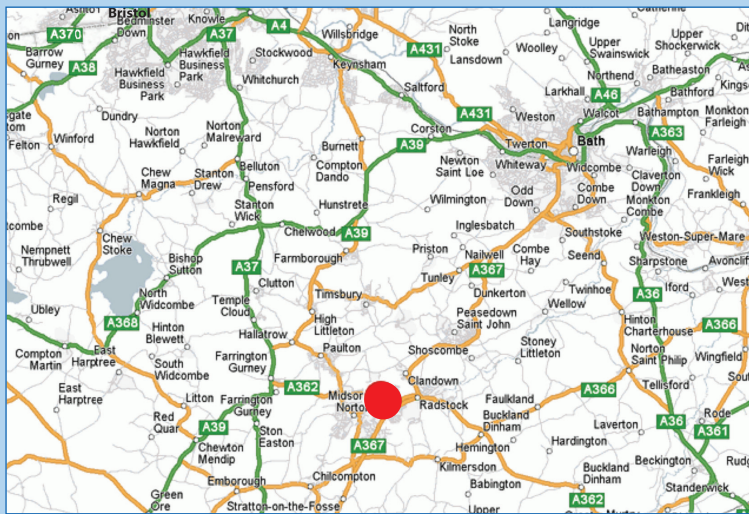 Ashton
Bristol
Bedminster
Down
Knowle
A4
A370
A37
Willsbridge
North
Stoke
Langridge
Catherine
Barrow
Gurney
A38
Hawkfield
Business
Park
Hawkfield
Business
Park
Stockwood
Keynsham
A431
Lansdown
Woolley
Upper
Swainswick
Upper
Shockerwick
Whitchurch
Saltford
Larkhall
Northend
Batheaston
A46
Bathford
Dundry
A431
Weston
Walcot
Bathampton
Monkton
Farleigh
Felton
Winford
Norton
Hawkfield
Norton
Malreward
Burnett
A39
Corston
Twerton
Bath
A363
Warleigh
Farleigh
Wick
Chew
Magna
Stanton
Drew
Belluton
Pensford
Compton
Dando
Newton
Saint Loe
Whiteway
Widcombe
Claverton
Down
Regil
Stanton
Wick
Hunstrete
Wilmington
Odd
Down
Combe
Down
Monkton
Combe
Frankleigh
Chew
Stoke
Chelwood
A39
Inglesbatch
Southstoke
Weston-Super-Mare
Nempnett
Thrubwell
Bishop
Sutton
A37
Farmborough
Priston
Nailwell
A367
Combe
Hay
Seend
Sharpstone
Avoncliff
Tunley
Clutton
Dunkerton
Twinhoe
A36
Iford
Ubley
North
Widcombe
Temple
Cloud
Timsbury
Peasedown
Saint John
Wellow
A368
Hinton
Blewett
Hallatrow
High
Littleton
Hinton
Charterhouse
A366
Compton
Martin
East
Harptree
South
Widcombe
Farrington
Gurney
Paulton
Shoscombe
Stoney
Littleton
Norton
Saint Philip
Wingfield
East
Harptree
Litton
Farrington
Gurney
A362
Clandown
Radstock
Faulkland
A366
Tellisford
Red
Quar
A39
Ston
Easton
A367
Buckland
Dinham
Laverton
A36
Rode
A361
Chewton
Mendip
Hemington
Hardington
Emborough
Chilcompton
Kilmersdon
Buckland
Dinham
Beckington
Green
Ore
Stratton-on-the-Fosse
Babington
A362
Standerwick
Upper